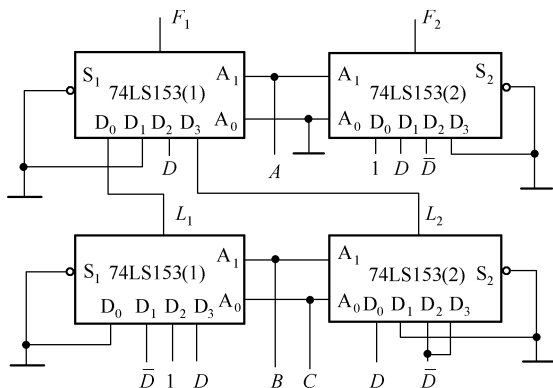 F₁ F₂
S₁ A₁ A₁ S₂
74LS153(1) 74LS153(2)
A₀ A₀
D₀ D₁ D₂ D₃ D₀ D₁ D₂ D₃
D A 1 D D̅
L₁ L₂
S₁ A₁ A₁ S₂
74LS153(1) 74LS153(2)
D₀ D₁ D₂ D₃ A₀ A₀ D₀ D₁ D₂ D₃
D̅ 1 D B C D D̅